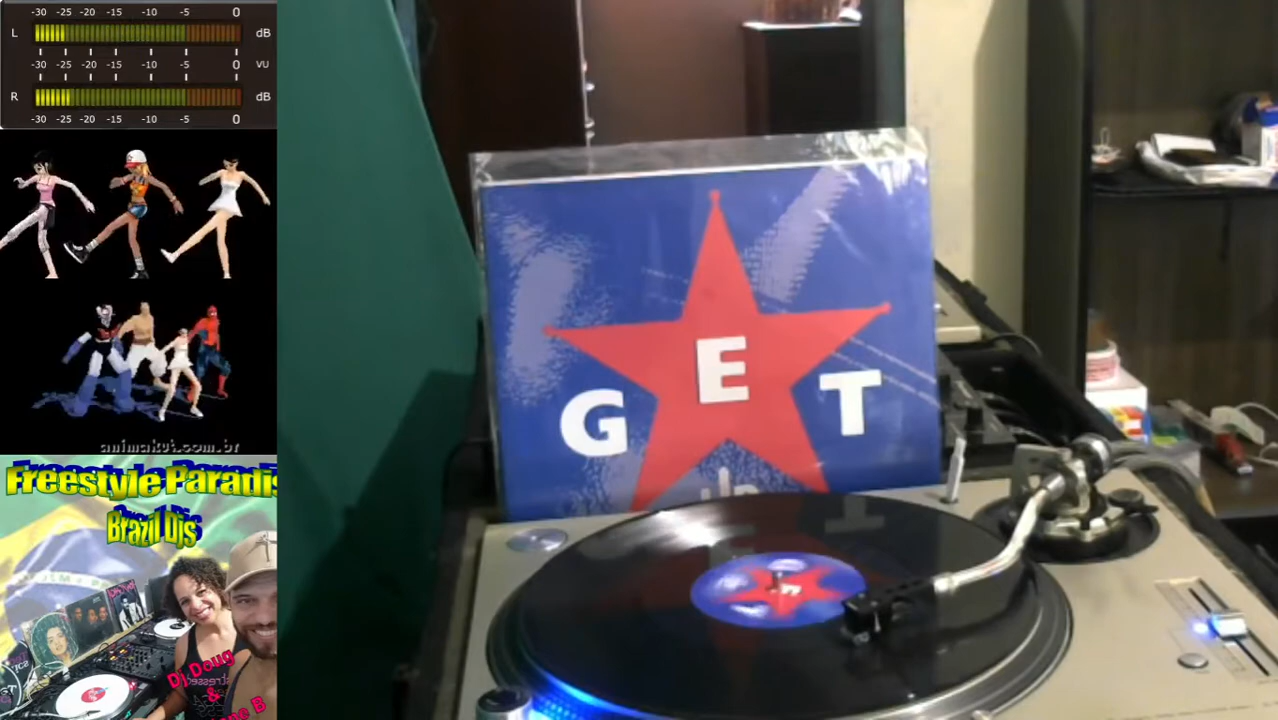 -30 -25 -20 -15 -10 -5 0
L dB
-30 -25 -20 -15 -10 -5 0 VU
R dB
-30 -25 -20 -15 -10 -5 0
animakut.com.br
Freestyle Paradis
Brazil Djs
Dj Doug
&
ne B
G E T